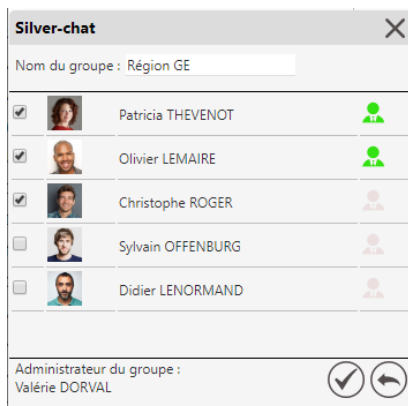 Silver-chat
Nom du groupe : Région GE
Patricia THEVENOT
Olivier LEMAIRE
Christophe ROGER
Sylvain OFFENBURG
Didier LENORMAND
Administrateur du groupe :
Valérie DORVAL